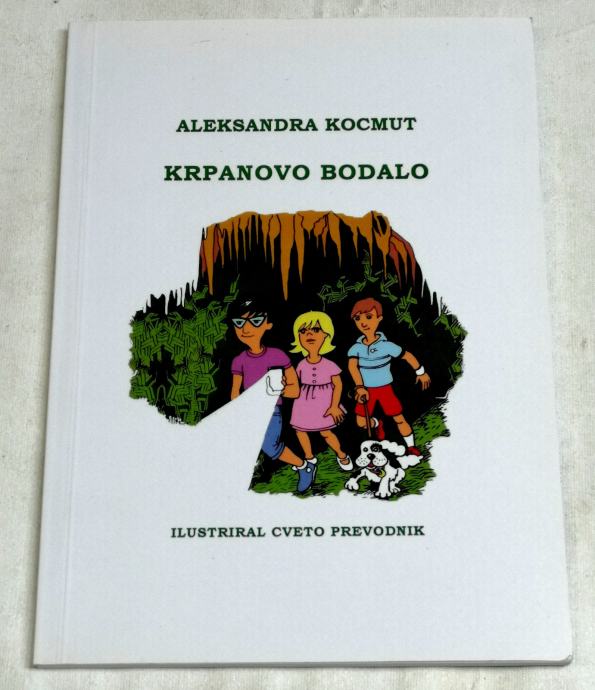 ALEKSANDRA KOCMUT
KRPANOVO BODALO
ILUSTRIRAL CVETO PREVODNIK